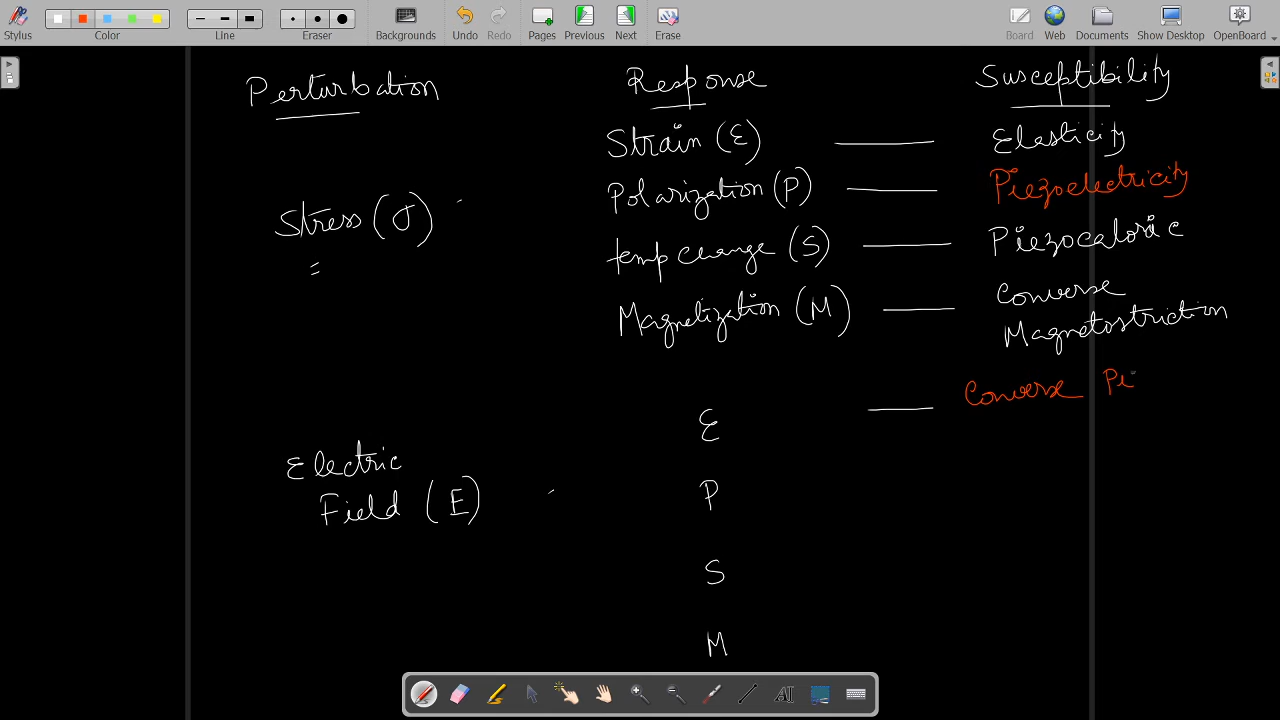 Stylus Color Line Eraser Backgrounds Undo Redo Pages Previous Next Erase Board Web Documents Show Desktop OpenBoard
Perturbation Response Susceptibility
Strain (ε) Elasticity
Polarization (P) Piezoelectricity
Stress (σ)
temp change (S) Piezocaloric
Magnetization (M) Converse
Magnetostriction
Converse Pi
ε
Electric
Field (E) P
S
M